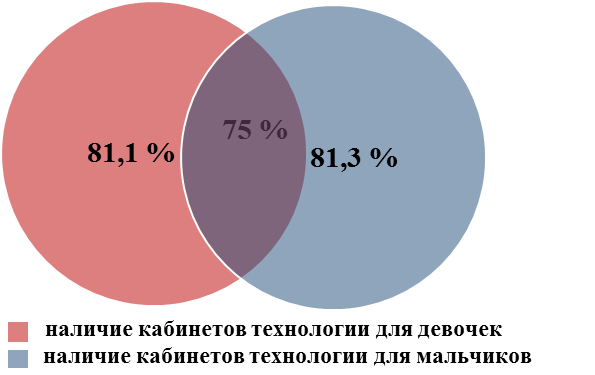 75 %
81,1 %
81,3 %
наличие кабинетов технологии для девочек
наличие кабинетов технологии для мальчиков